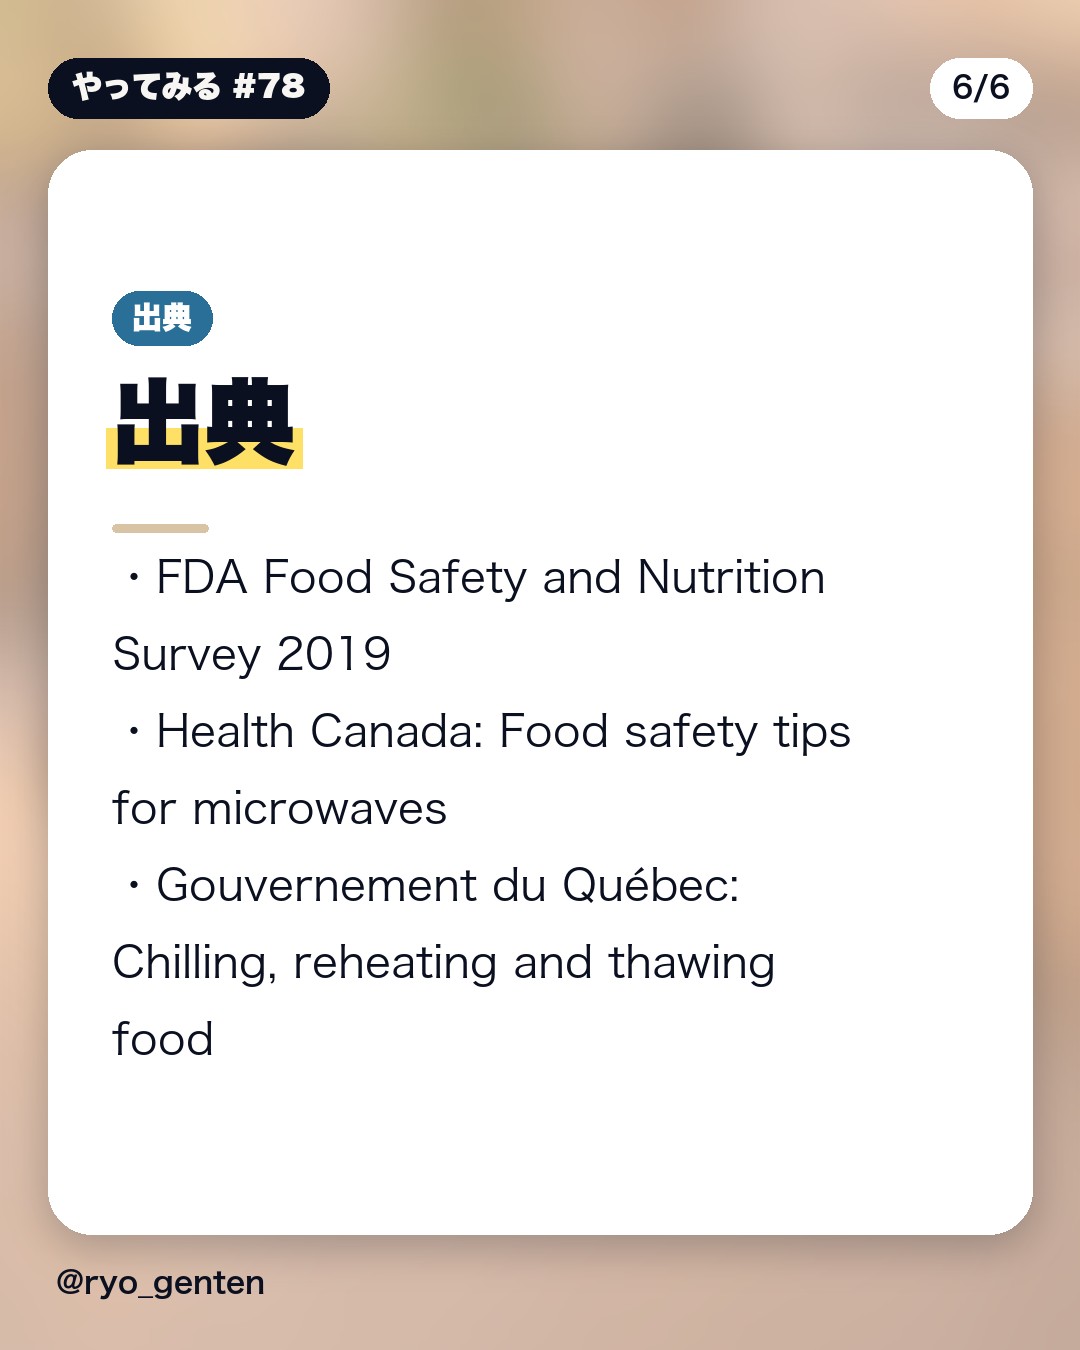 やってみる #78
6/6
出典
出典
・FDA Food Safety and Nutrition
Survey 2019
・Health Canada: Food safety tips
for microwaves
・Gouvernement du Québec:
Chilling, reheating and thawing
food
@ryo_genten